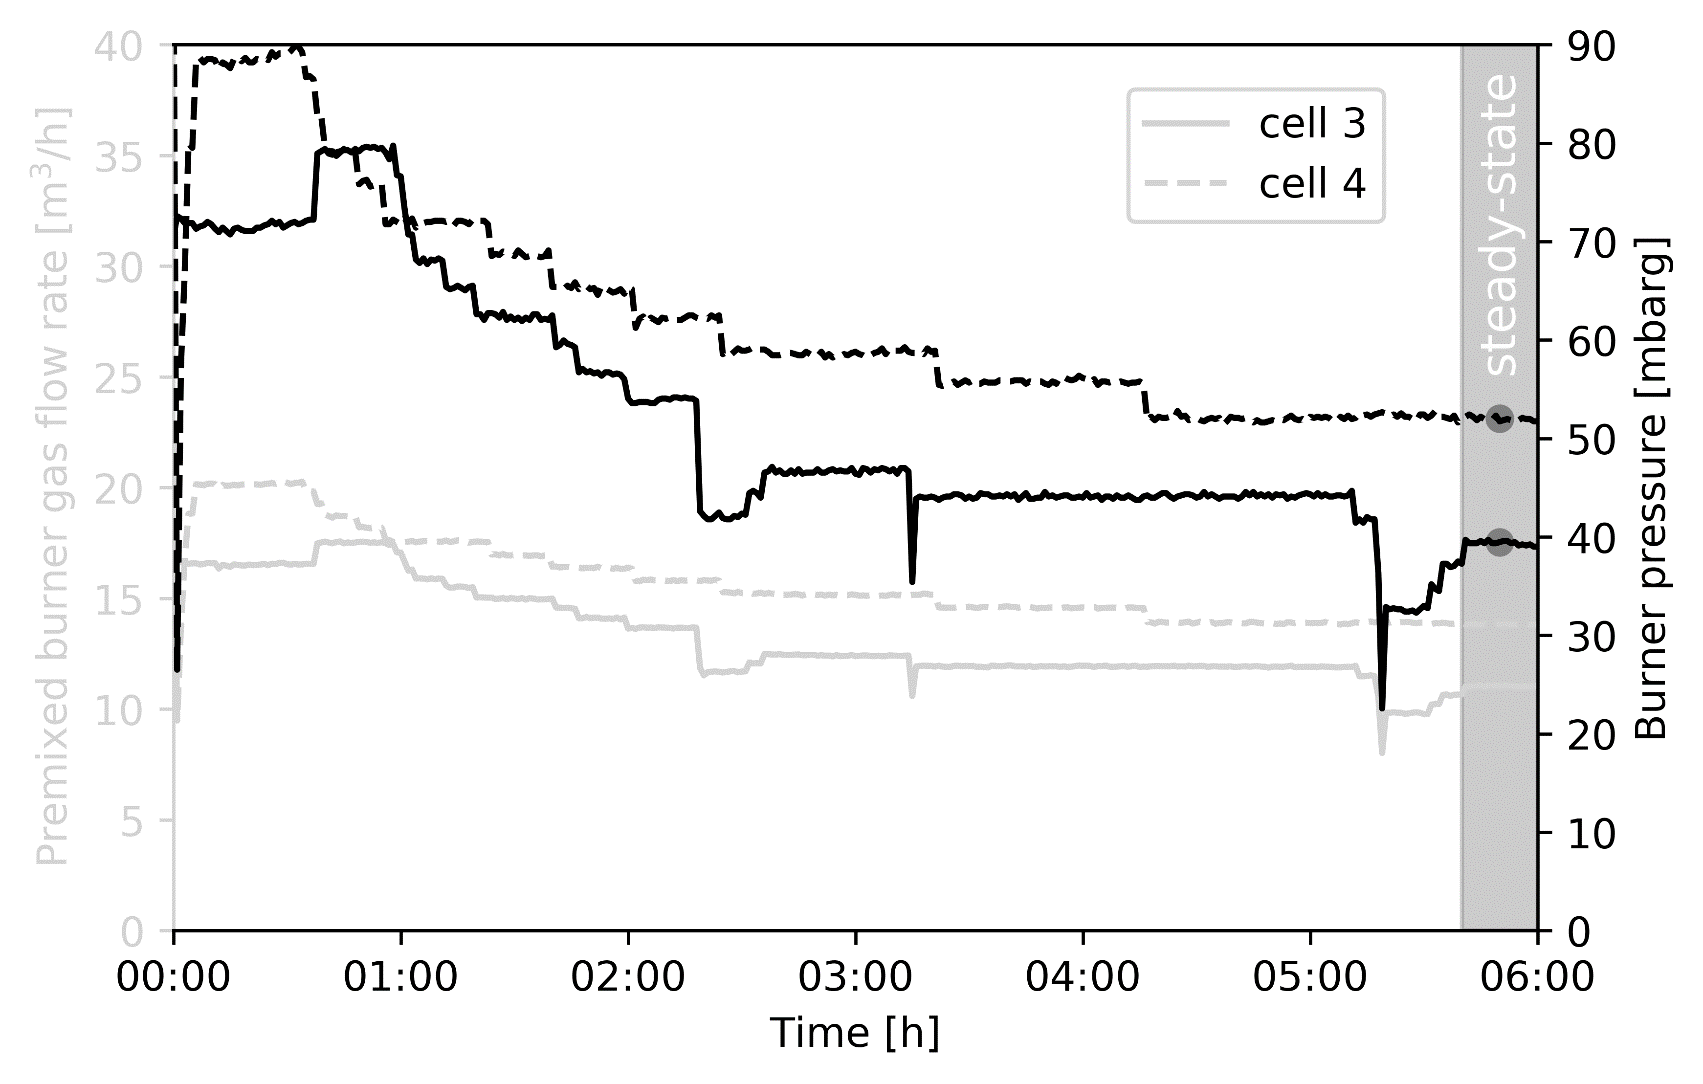 Premixed burner gas flow rate [m³/h]
40
35
30
25
20
15
10
5
0
cell 3
cell 4
steady-state
90
80
70
60
50
40
30
20
10
0
Burner pressure [mbarg]
00:00 01:00 02:00 03:00 04:00 05:00 06:00
Time [h]